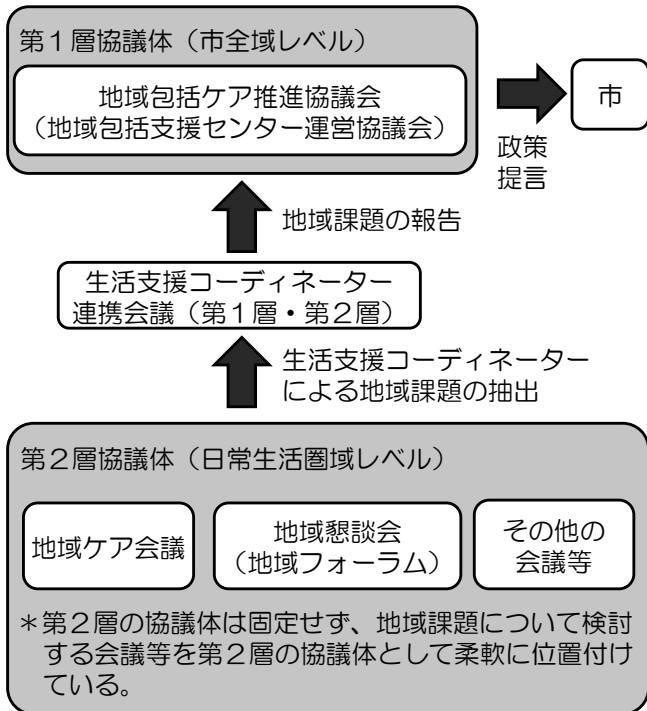 第１層協議体（市全域レベル）
地域包括ケア推進協議会
（地域包括支援センター運営協議会）
市
政策
提言
地域課題の報告
生活支援コーディネーター
連携会議（第１層・第２層）
生活支援コーディネーター
による地域課題の抽出
第２層協議体（日常生活圏域レベル）
地域ケア会議
地域懇談会
（地域フォーラム）
その他の
会議等
＊第２層の協議体は固定せず、地域課題について検討
する会議等を第２層の協議体として柔軟に位置付け
ている。